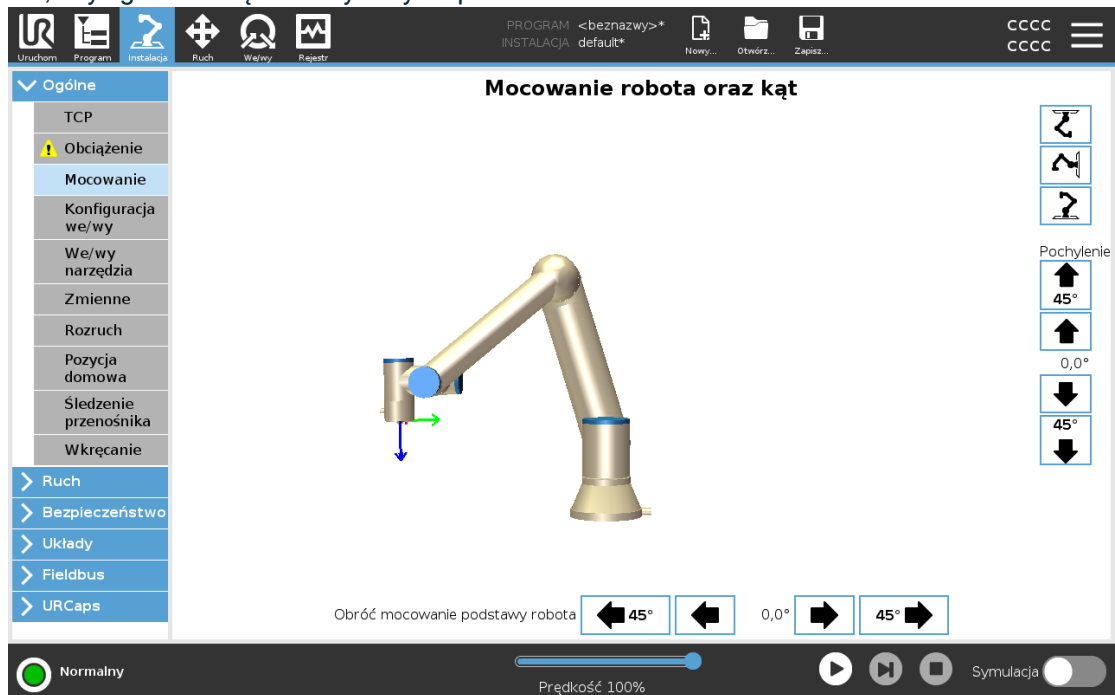 PROGRAM <beznazwy>*
INSTALACJA default*
Nowy... Otwórz... Zapisz...
CCCC
CCCC
Uruchom Program Instalacja Ruch We/wy Rejestr
Ogólne
TCP
Obciążenie
Mocowanie
Konfiguracja
we/wy
We/wy
narzędzia
Zmienne
Rozruch
Pozycja
domowa
Śledzenie
przenośnika
Wkręcanie
Ruch
Bezpieczeństwo
Układy
Fieldbus
URCaps
Mocowanie robota oraz kąt
Pochylenie
45°
0,0°
45°
Obróć mocowanie podstawy robota 45° 0,0° 45°
Normalny
Prędkość 100%
Symulacja